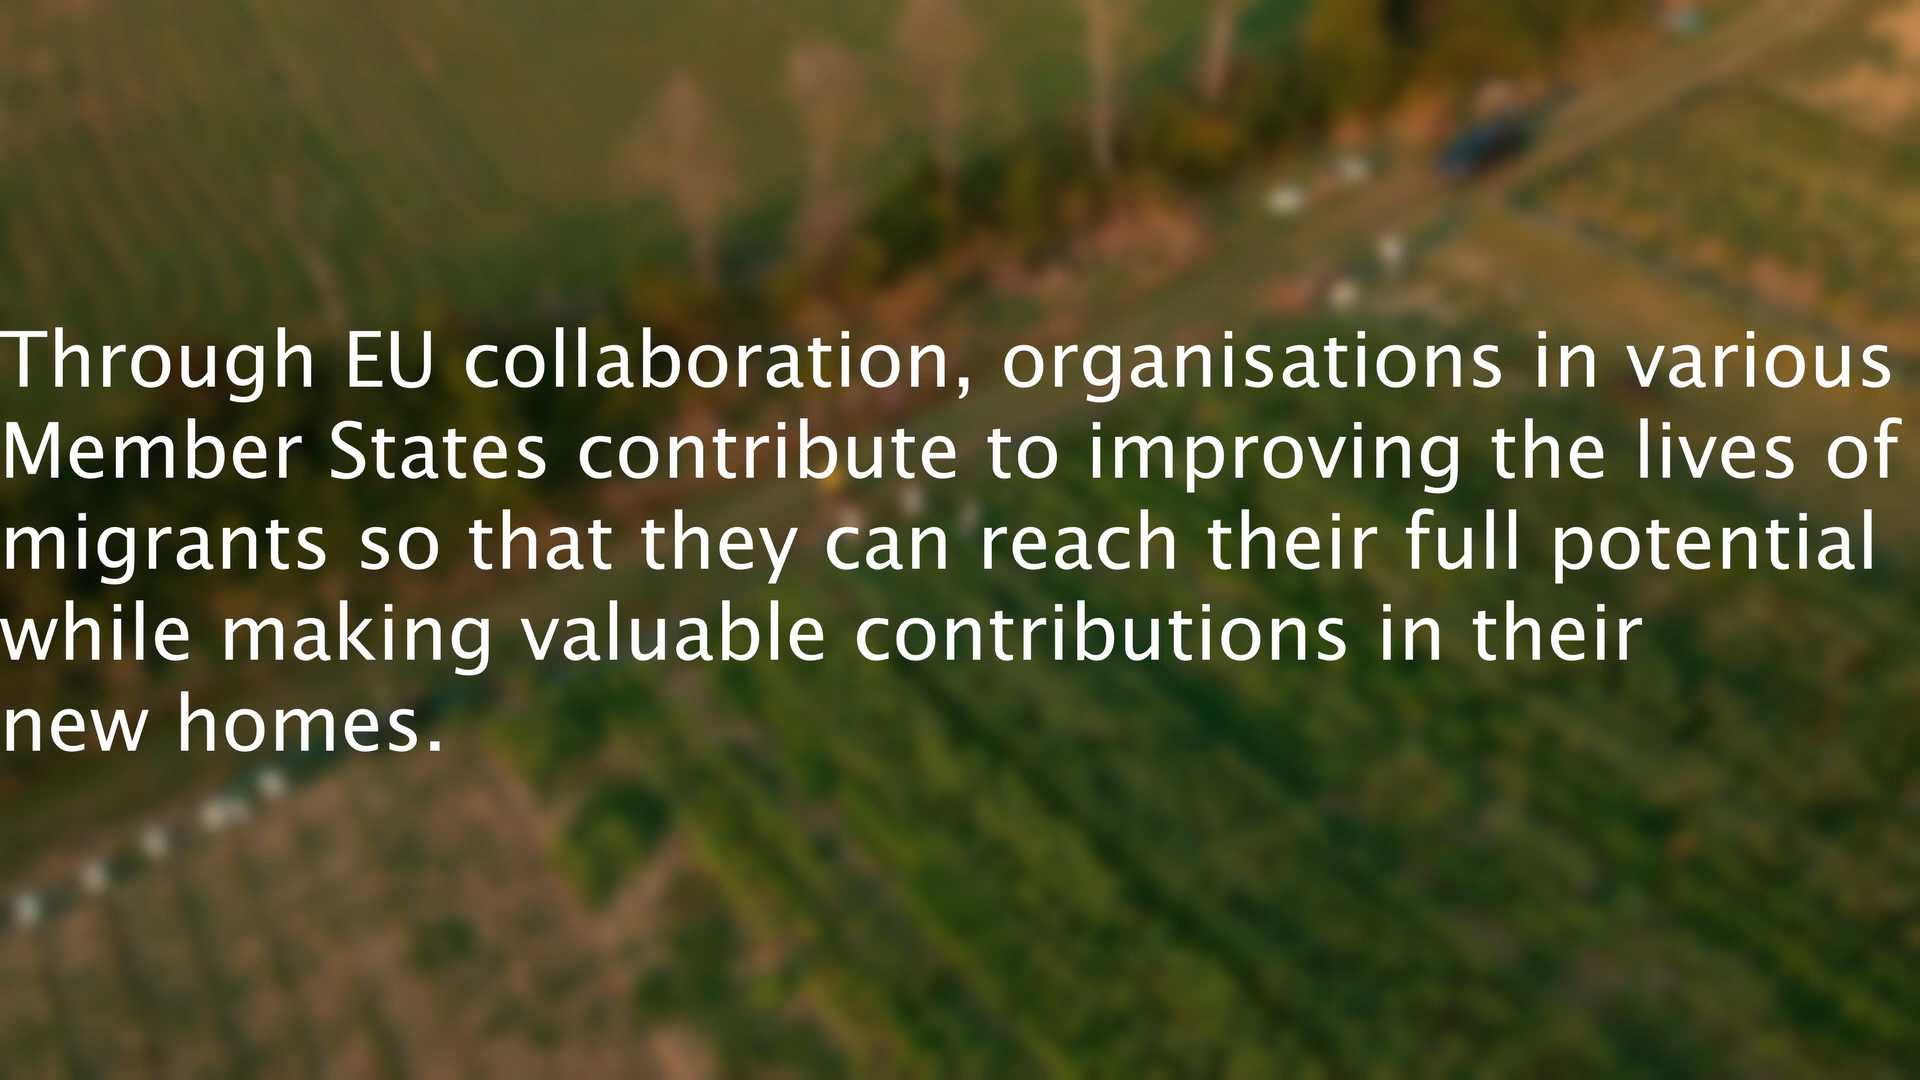 Through EU collaboration, organisations in various
Member States contribute to improving the lives of
migrants so that they can reach their full potential
while making valuable contributions in their
new homes.